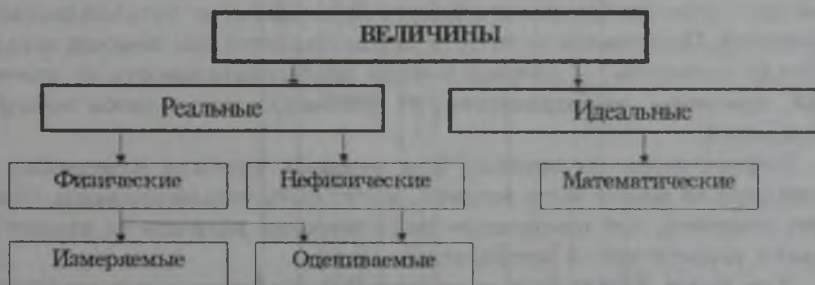 ВЕЛИЧИНЫ
Реальные
Идеальные
Физические
Нефизические
Математические
Измеряемые
Оцениваемые